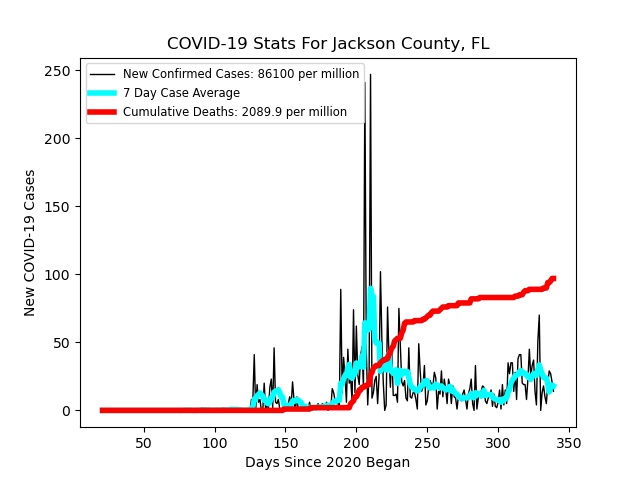 COVID-19 Stats For Jackson County, FL
New Confirmed Cases: 86100 per million
7 Day Case Average
Cumulative Deaths: 2089.9 per million
New COVID-19 Cases
250
200
150
100
50
0
50 100 150 200 250 300 350
Days Since 2020 Began